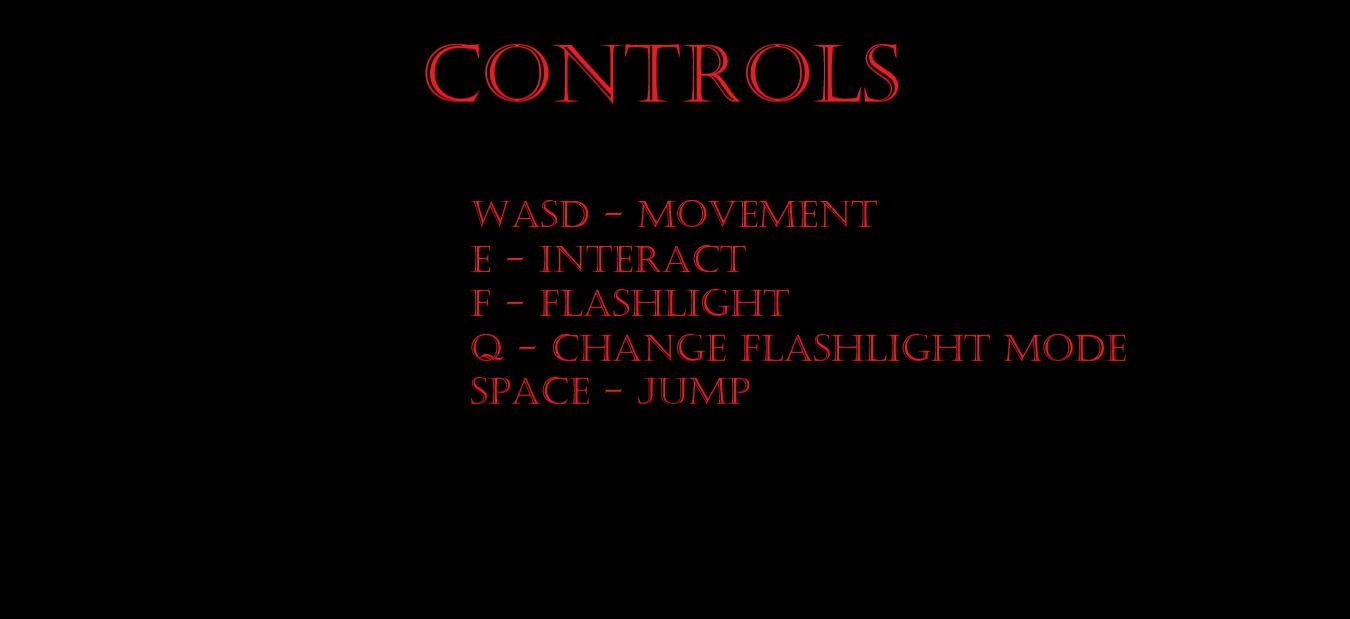 CONTROLS
WASD - MOVEMENT
E - INTERACT
F - FLASHLIGHT
Q - CHANGE FLASHLIGHT MODE
SPACE - JUMP